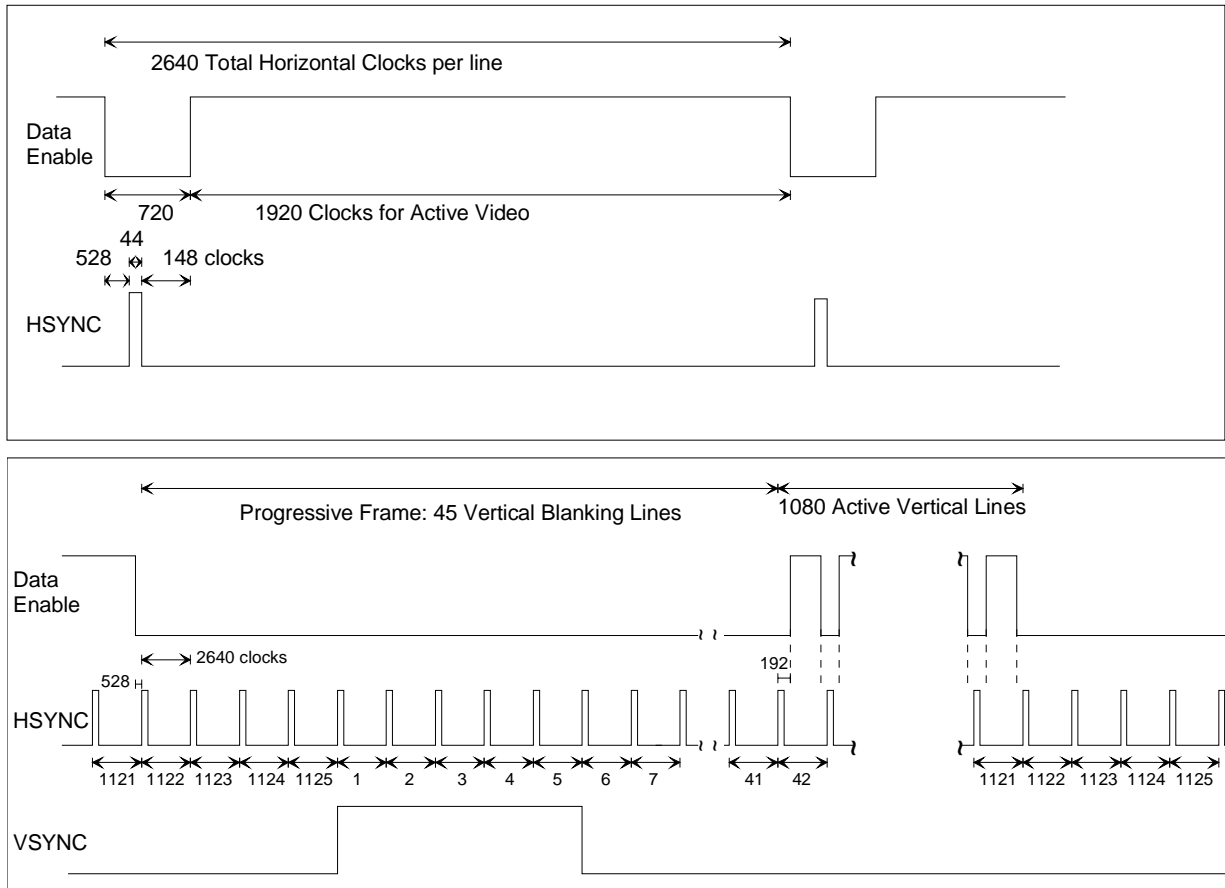 2640 Total Horizontal Clocks per line
Data
Enable
720
1920 Clocks for Active Video
44
528
148 clocks
HSYNC
Progressive Frame: 45 Vertical Blanking Lines
1080 Active Vertical Lines
Data
Enable
2640 clocks
192
528
HSYNC
1121 1122 1123 1124 1125 1 2 3 4 5 6 7 41 42 1121 1122 1123 1124 1125
VSYNC